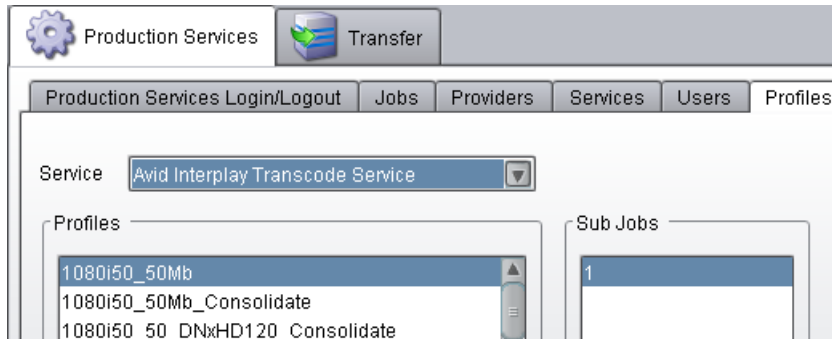 Production Services Transfer
Production Services Login/Logout Jobs Providers Services Users Profiles
Service Avid Interplay Transcode Service
Profiles Sub Jobs
1080i50_50Mb 1
1080i50_50Mb_Consolidate
1080i50_50_DNxHD120_Consolidate